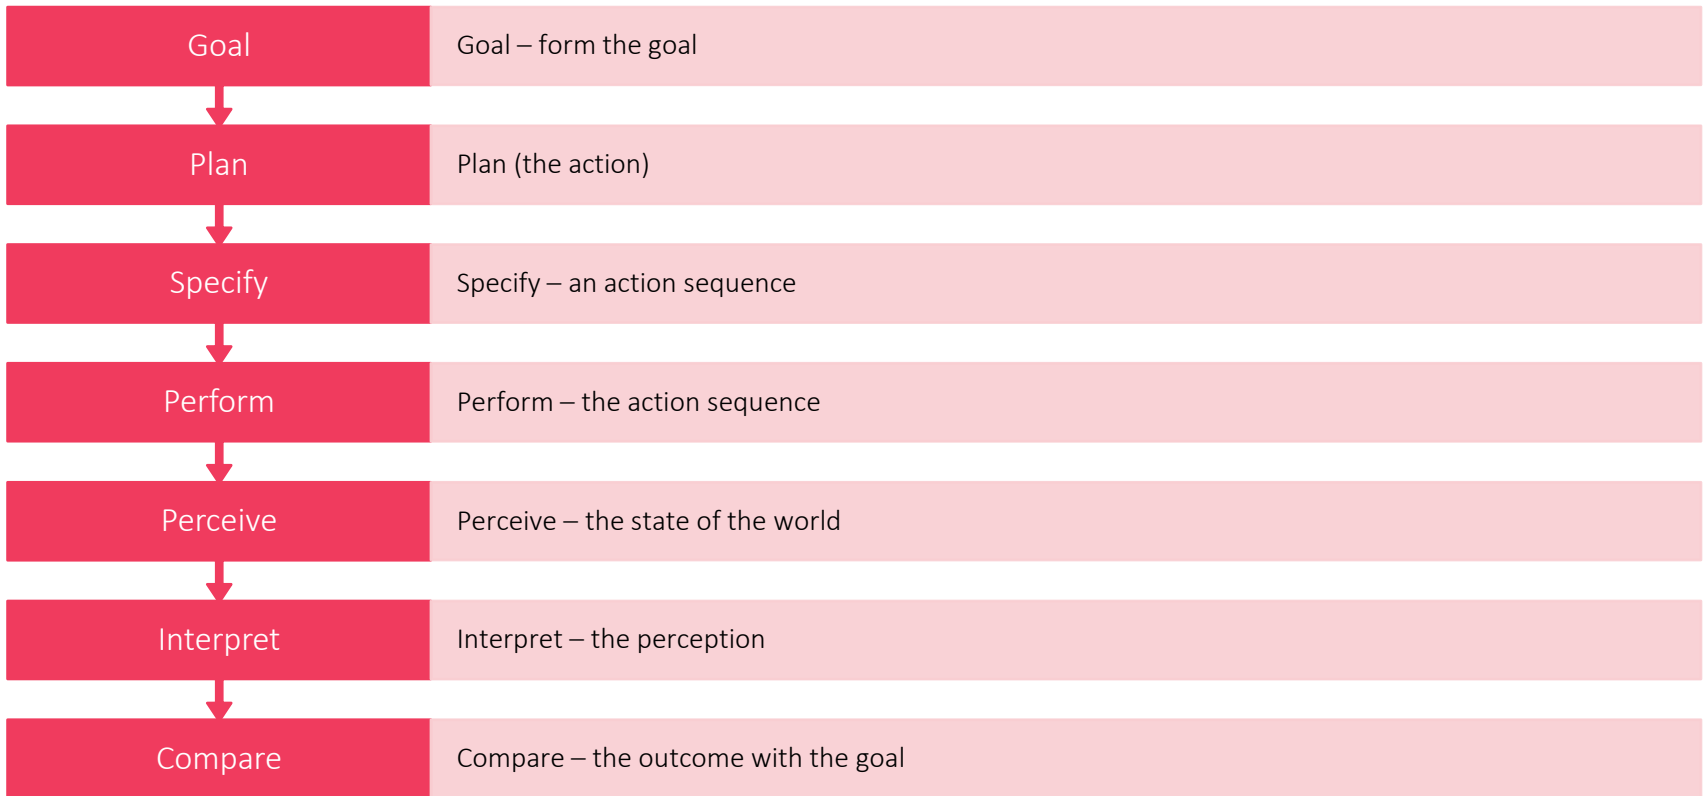 Goal
Goal – form the goal
Plan
Plan (the action)
Specify
Specify – an action sequence
Perform
Perform – the action sequence
Perceive
Perceive – the state of the world
Interpret
Interpret – the perception
Compare
Compare – the outcome with the goal